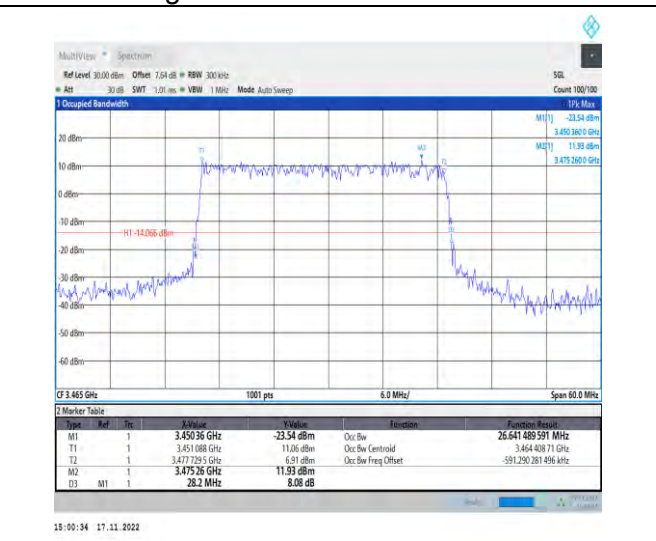 MultiView Spectrum
Ref Level 30.00 dBm Offset 7.64 dB RBW 300 kHz SGL
Att 30 dB SWT 1.01 ms VBW 1 MHz Mode Auto Sweep Count 100/100
1 Occupied Bandwidth 1Pk Max
M1[1] -23.54 dBm
3.450 360 0 GHz
M2[1] 11.93 dBm
3.475 260 0 GHz
20 dBm
T1
M2
T2
10 dBm
0 dBm
-10 dBm
H1 -14.066 dBm
-20 dBm
-30 dBm
-40 dBm
-50 dBm
-60 dBm
CF 3.465 GHz 1001 pts 6.0 MHz/ Span 60.0 MHz
2 Marker Table
Type Ref Trc X-Value Y-Value Function Function Result
M1 1 3.45036 GHz -23.54 dBm Occ Bw 26.641 489 591 MHz
T1 1 3.451 088 GHz 11.06 dBm Occ Bw Centroid 3.464 408 71 GHz
T2 1 3.477 729 5 GHz 6.91 dBm Occ Bw Freq Offset -591.290 281 496 kHz
M2 1 3.475 26 GHz 11.93 dBm
D3 M1 1 28.2 MHz 8.08 dB
15:00:34 17.11.2022